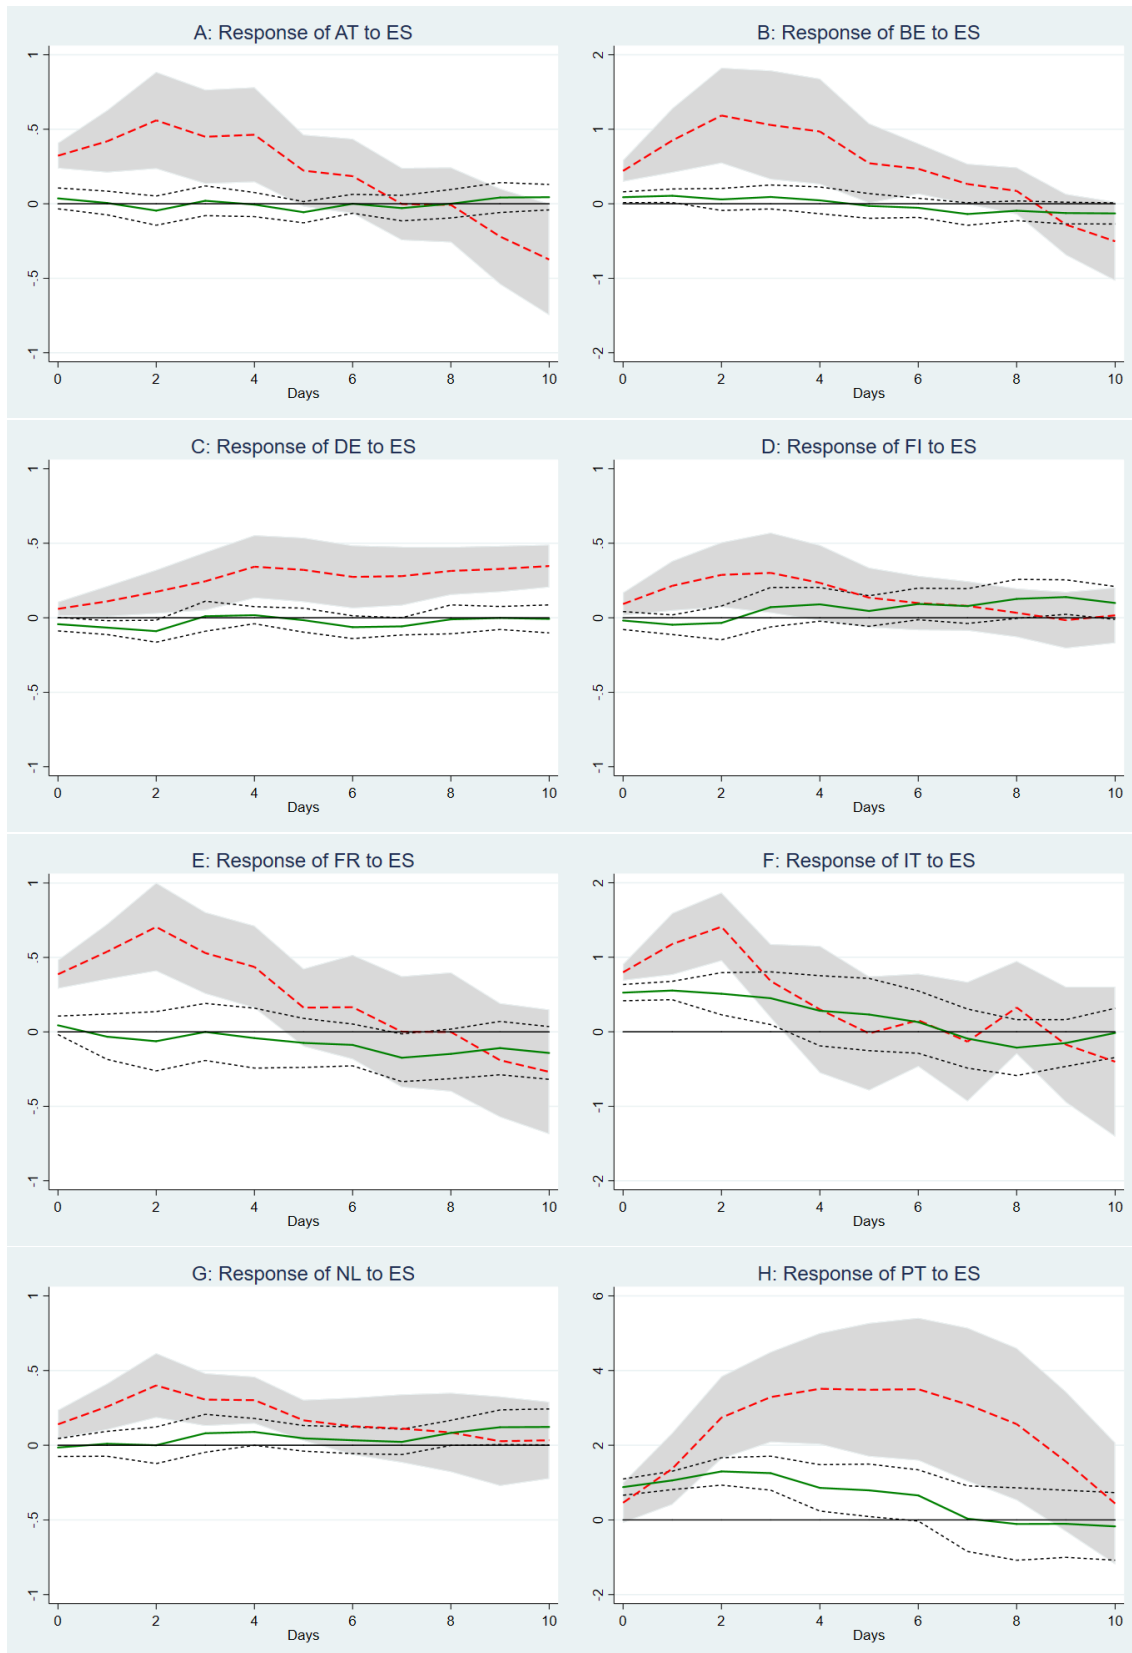 A: Response of AT to ES
1
.5
0
-.5
-1
0 2 4 6 8 10
Days
B: Response of BE to ES
2
1
0
-1
-2
0 2 4 6 8 10
Days
C: Response of DE to ES
1
.5
0
-.5
-1
0 2 4 6 8 10
Days
D: Response of FI to ES
1
.5
0
-.5
-1
0 2 4 6 8 10
Days
E: Response of FR to ES
1
.5
0
-.5
-1
0 2 4 6 8 10
Days
F: Response of IT to ES
2
1
0
-1
-2
0 2 4 6 8 10
Days
G: Response of NL to ES
1
.5
0
-.5
-1
0 2 4 6 8 10
Days
H: Response of PT to ES
6
4
2
0
-2
0 2 4 6 8 10
Days